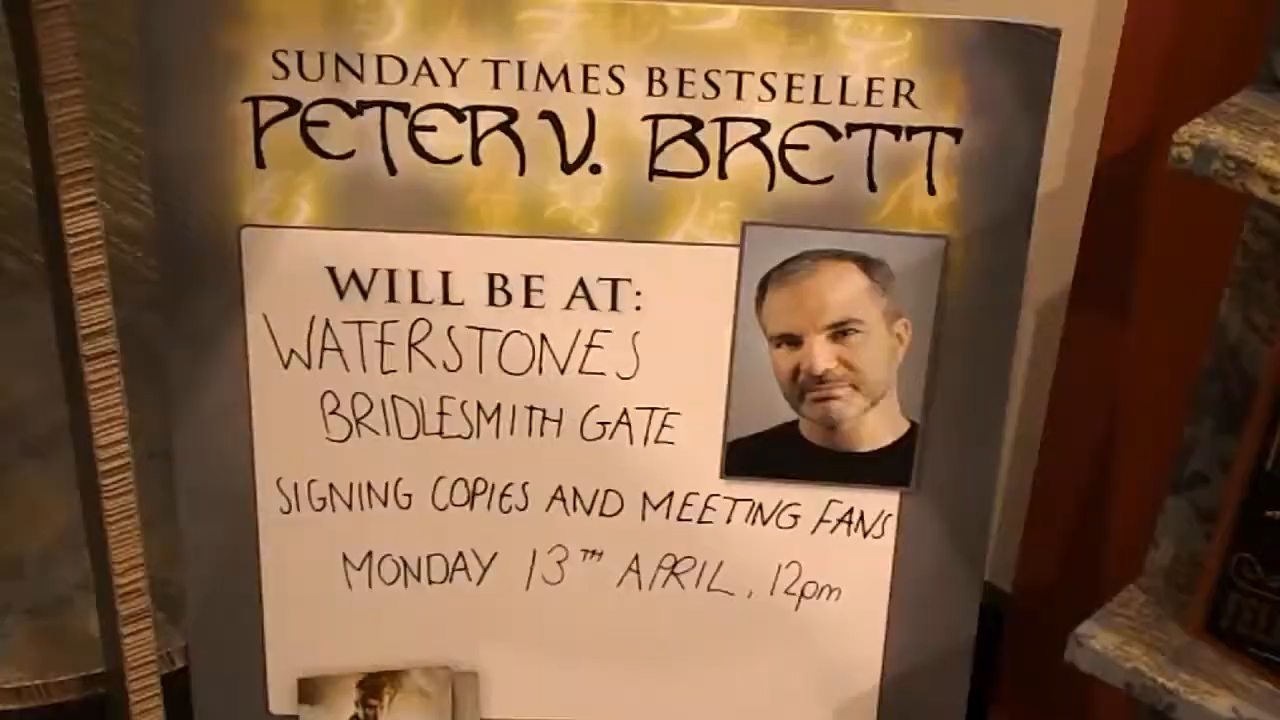 SUNDAY TIMES BESTSELLER
PETER V. BRETT
WILL BE AT:
WATERSTONES
BRIDLESMITH GATE
SIGNING COPIES AND MEETING FANS
MONDAY 13TH APRIL, 12pm